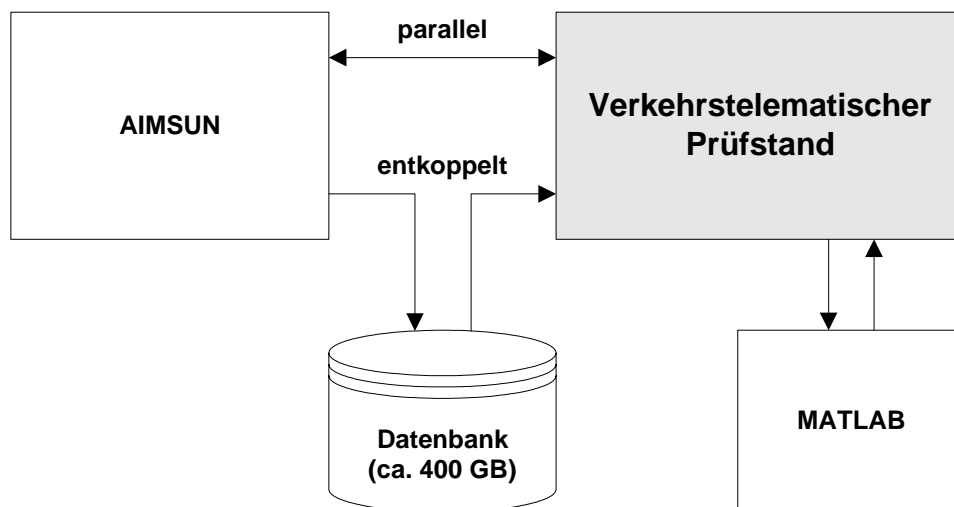 parallel
AIMSUN
Verkehrstelematischer
Prüfstand
entkoppelt
Datenbank
(ca. 400 GB)
MATLAB